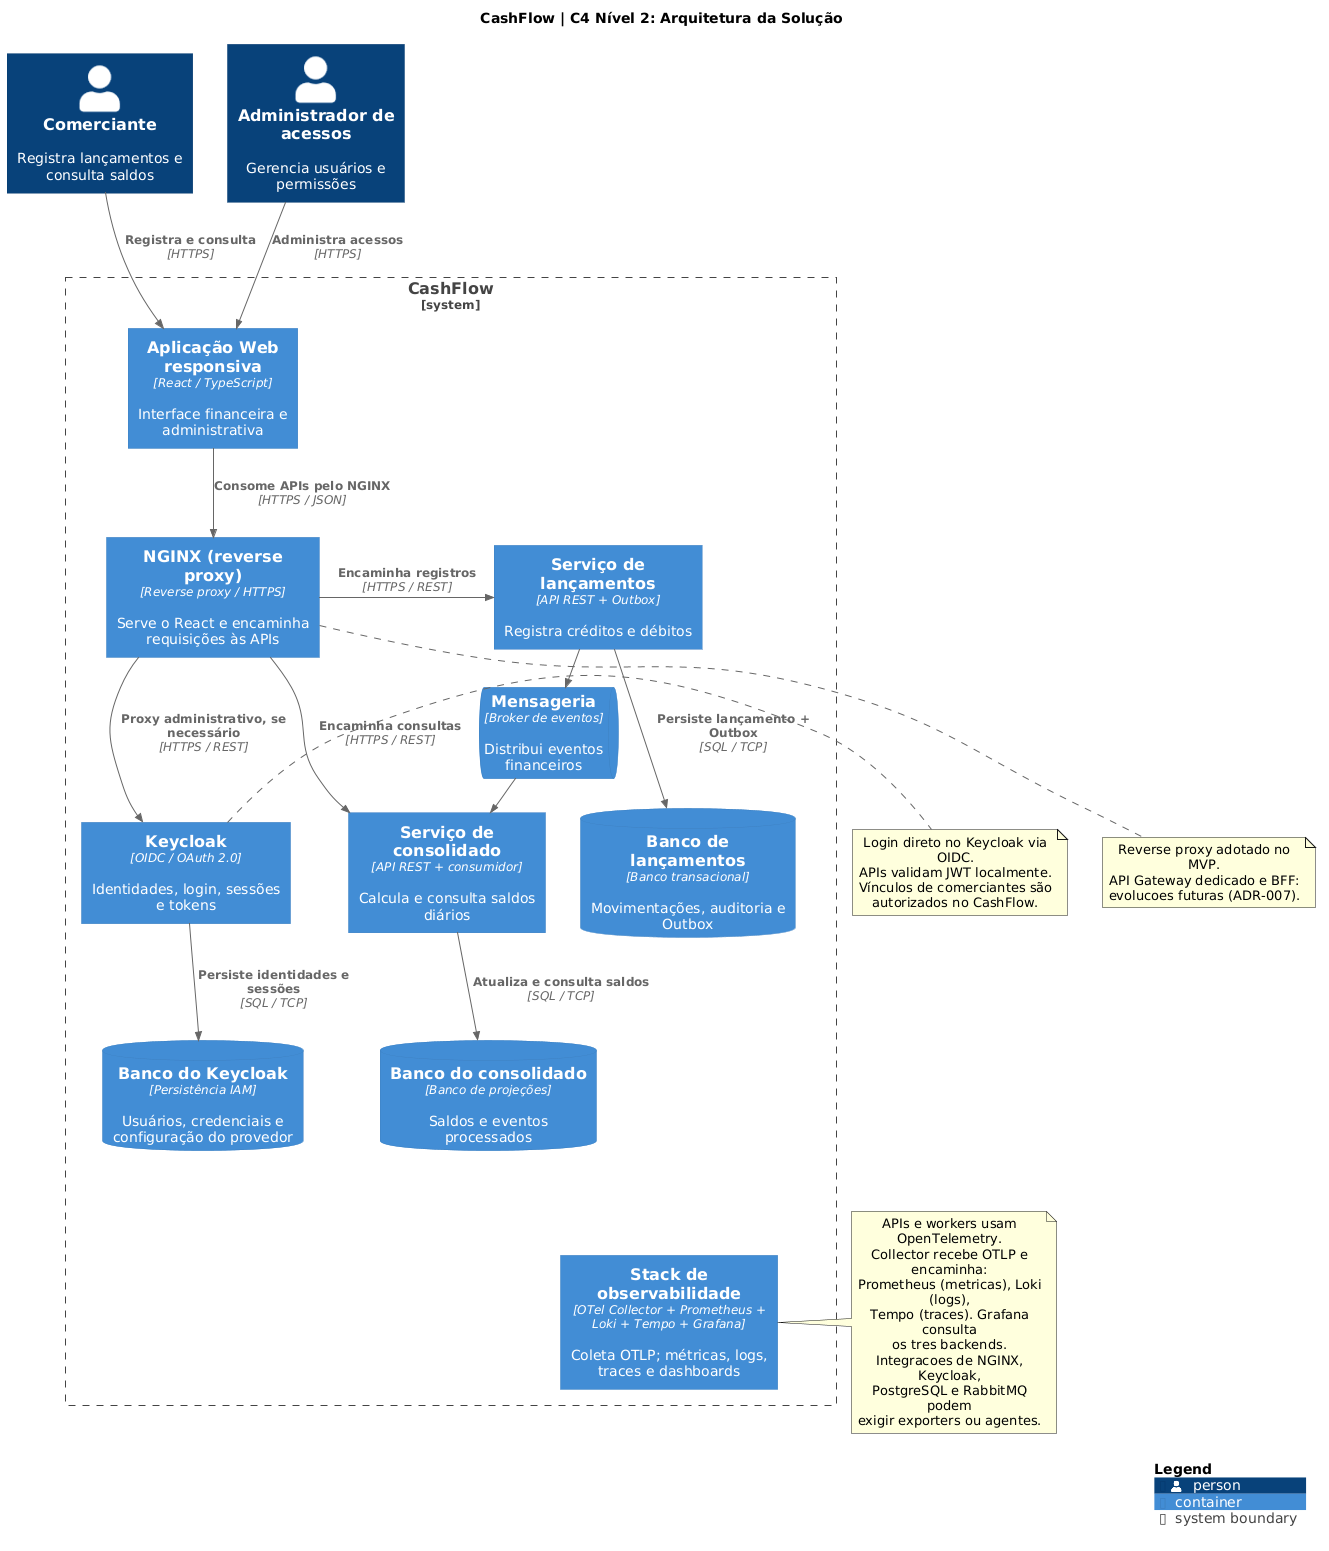 CashFlow | C4 Nível 2: Arquitetura da Solução
Comerciante
Registra lançamentos e
consulta saldos
Administrador de
acessos
Gerencia usuários e
permissões
Registra e consulta
[HTTPS]
Administra acessos
[HTTPS]
CashFlow
[system]
Aplicação Web
responsiva
[React / TypeScript]
Interface financeira e
administrativa
Consome APIs pelo NGINX
[HTTPS / JSON]
NGINX (reverse
proxy)
[Reverse proxy / HTTPS]
Serve o React e encaminha
requisições às APIs
Encaminha registros
[HTTPS / REST]
Serviço de
lançamentos
[API REST + Outbox]
Registra créditos e débitos
Proxy administrativo, se
necessário
[HTTPS / REST]
Encaminha consultas
[HTTPS / REST]
Mensageria
[Broker de eventos]
Distribui eventos
financeiros
Persiste lançamento +
Outbox
[SQL / TCP]
Keycloak
[OIDC / OAuth 2.0]
Identidades, login, sessões
e tokens
Serviço de
consolidado
[API REST + consumidor]
Calcula e consulta saldos
diários
Banco de
lançamentos
[Banco transacional]
Movimentações, auditoria e
Outbox
Login direto no Keycloak via
OIDC.
APIs validam JWT localmente.
Vínculos de comerciantes são
autorizados no CashFlow.
Reverse proxy adotado no
MVP.
API Gateway dedicado e BFF:
evolucoes futuras (ADR-007).
Persiste identidades e
sessões
[SQL / TCP]
Atualiza e consulta saldos
[SQL / TCP]
Banco do Keycloak
[Persistência IAM]
Usuários, credenciais e
configuração do provedor
Banco do consolidado
[Banco de projeções]
Saldos e eventos
processados
Stack de
observabilidade
[OTel Collector + Prometheus +
Loki + Tempo + Grafana]
Coleta OTLP; métricas, logs,
traces e dashboards
APIs e workers usam
OpenTelemetry.
Collector recebe OTLP e
encaminha:
Prometheus (metricas), Loki
(logs),
Tempo (traces). Grafana
consulta
os tres backends.
Integracoes de NGINX,
Keycloak,
PostgreSQL e RabbitMQ
podem
exigir exporters ou agentes.
Legend
person
container
system boundary